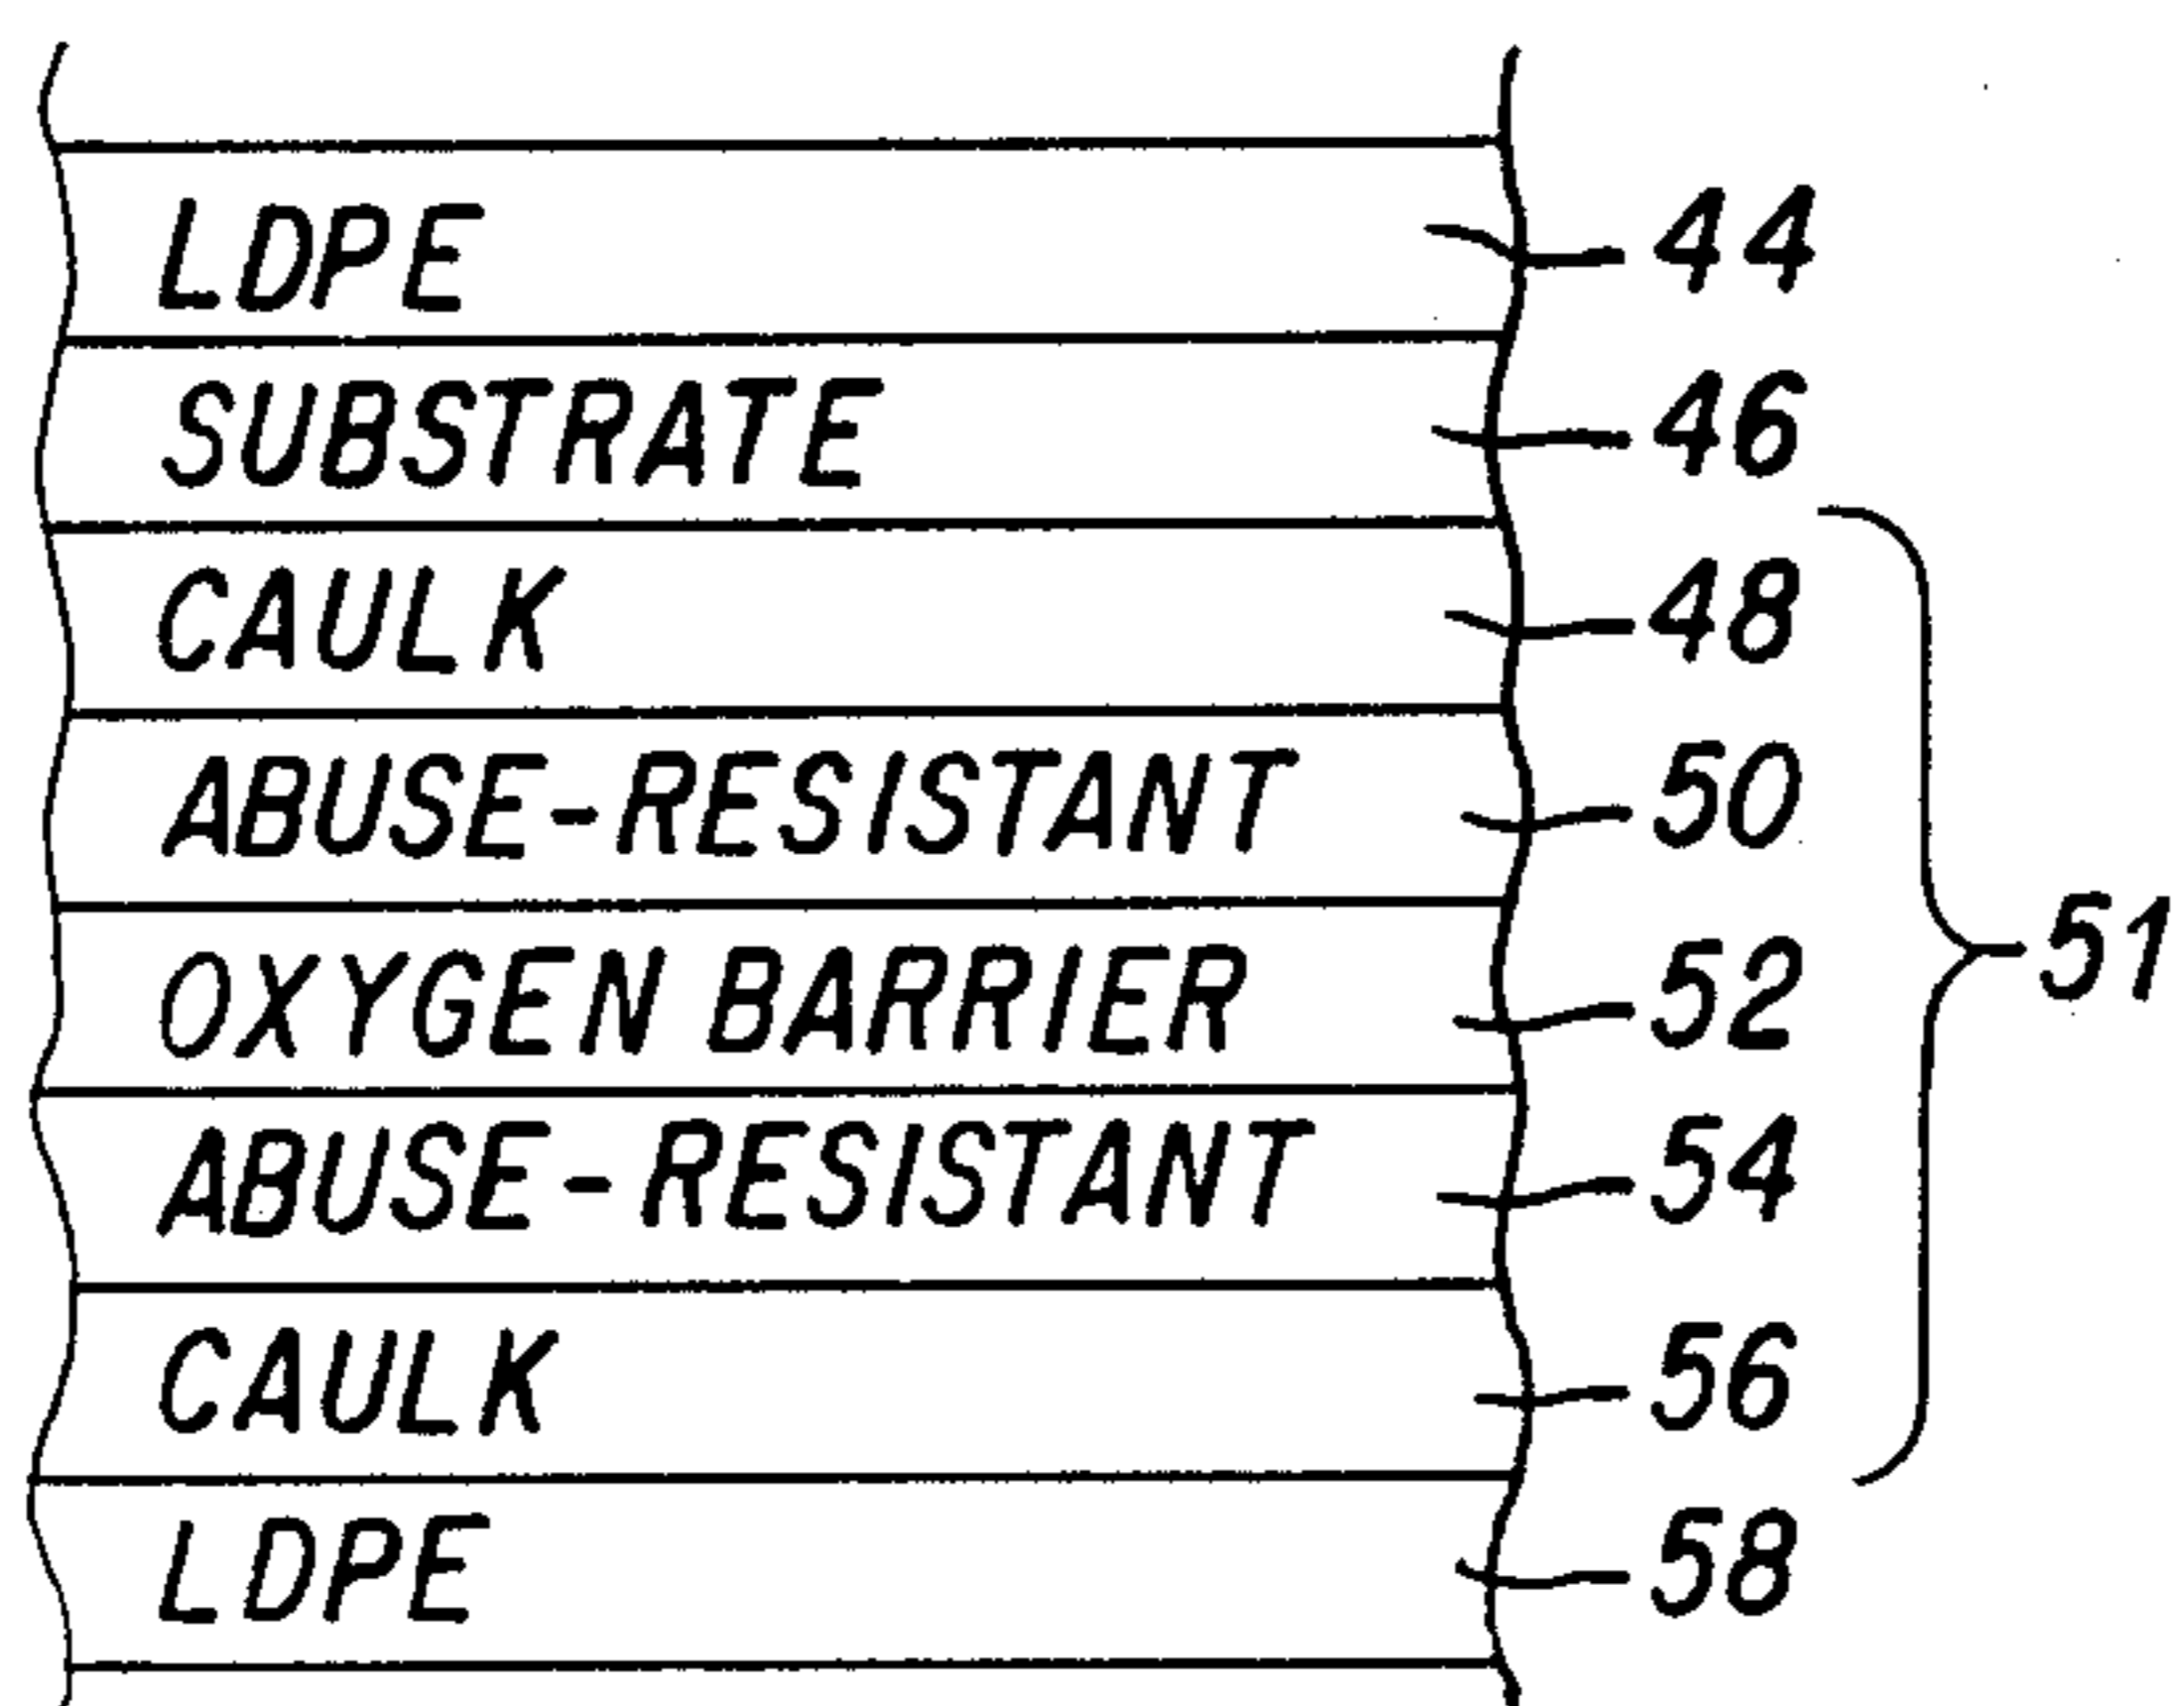 LDPE 44
SUBSTRATE 46
CAULK 48
ABUSE-RESISTANT 50
51
OXYGEN BARRIER 52
ABUSE-RESISTANT 54
CAULK 56
LDPE 58